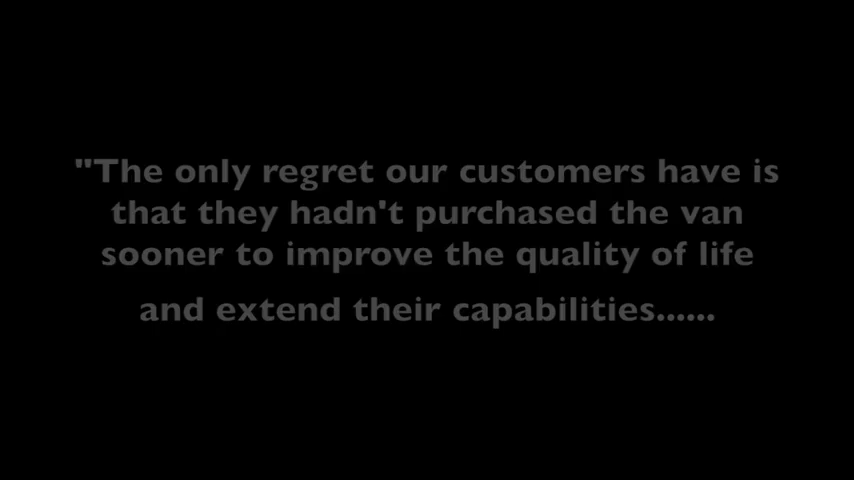 "The only regret our customers have is
that they hadn't purchased the van
sooner to improve the quality of life
and extend their capabilities......